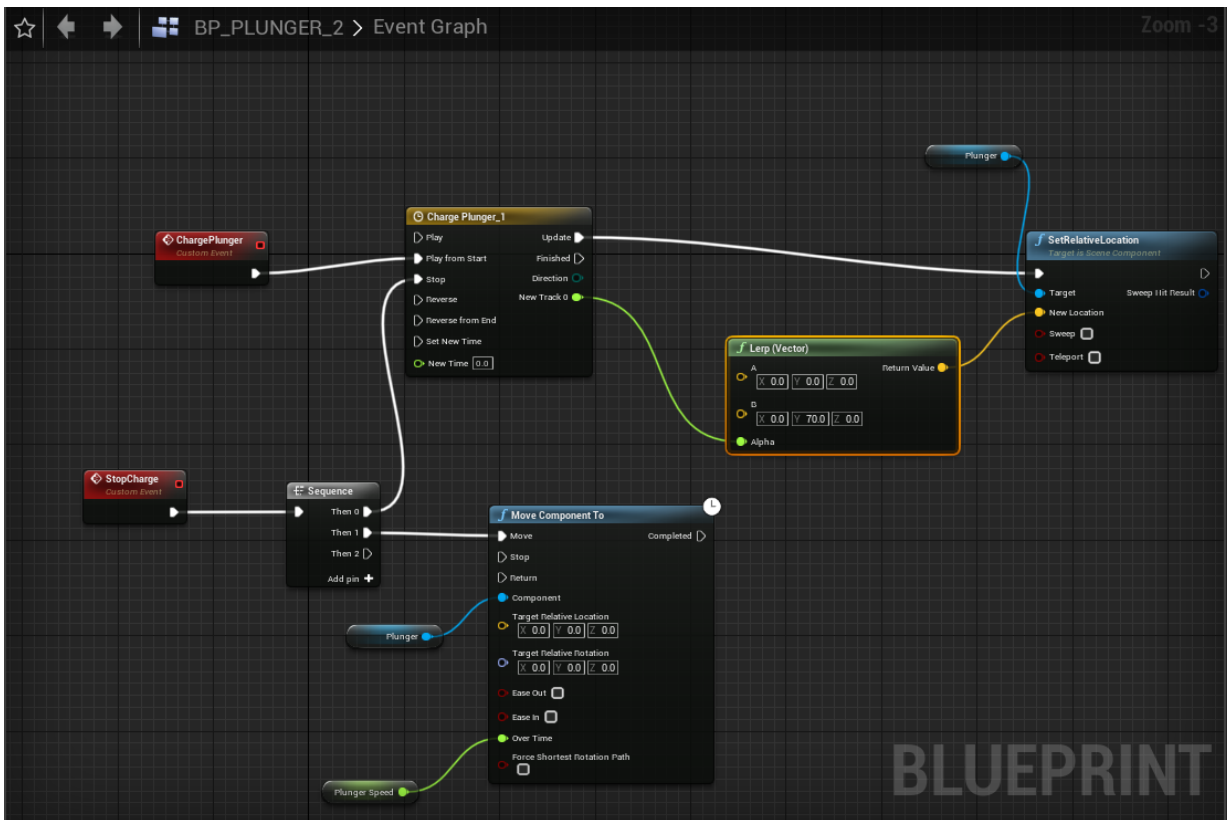 BP_PLUNGER_2 > Event Graph
Zoom -3
Plunger
Charge Plunger_1
Play
Update
Play from Start
Finished
Stop
Direction
Reverse
New Track 0
Reverse from End
Set New Time
New Time 0.0
ChargePlunger
Custom Event
SetRelativeLocation
Target is Scene Component
Target
Sweep Hit Result
New Location
Sweep
Teleport
Lerp (Vector)
A
Return Value
X 0.0 Y 0.0 Z 0.0
B
X 0.0 Y 70.0 Z 0.0
Alpha
StopCharge
Custom Event
Sequence
Then 0
Then 1
Then 2
Add pin +
Move Component To
Move
Completed
Stop
Return
Component
Target Relative Location
X 0.0 Y 0.0 Z 0.0
Target Relative Rotation
X 0.0 Y 0.0 Z 0.0
Ease Out
Ease In
Over Time
Force Shortest Rotation Path
Plunger
Plunger Speed
BLUEPRINT